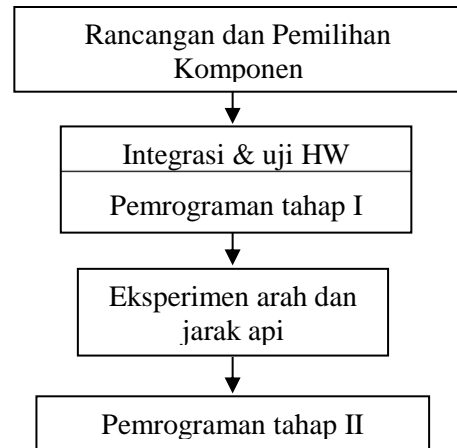 Rancangan dan Pemilihan
Komponen
Integrasi & uji HW
Pemrograman tahap I
Eksperimen arah dan
jarak api
Pemrograman tahap II